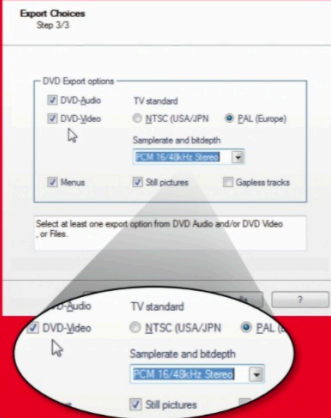 Export Choices
Step 3/3
DVD Export options
DVD-Audio
TV standard
DVD-Video
NTSC (USA/JPN
PAL (Europe)
Samplerate and bitdepth
PCM 16/48kHz Stereo
Menus
Still pictures
Gapless tracks
Select at least one export option from DVD Audio and/or DVD Video
, or Files.
?
DVD-Audio
TV standard
DVD-Video
NTSC (USA/JPN
PAL
Samplerate and bitdepth
PCM 16/48kHz Stereo
Still pictures